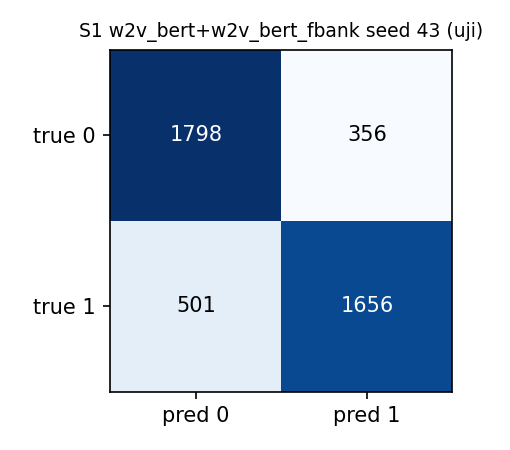 S1 w2v_bert+w2v_bert_fbank seed 43 (uji)
true 0 1798 356
true 1 501 1656
pred 0 pred 1